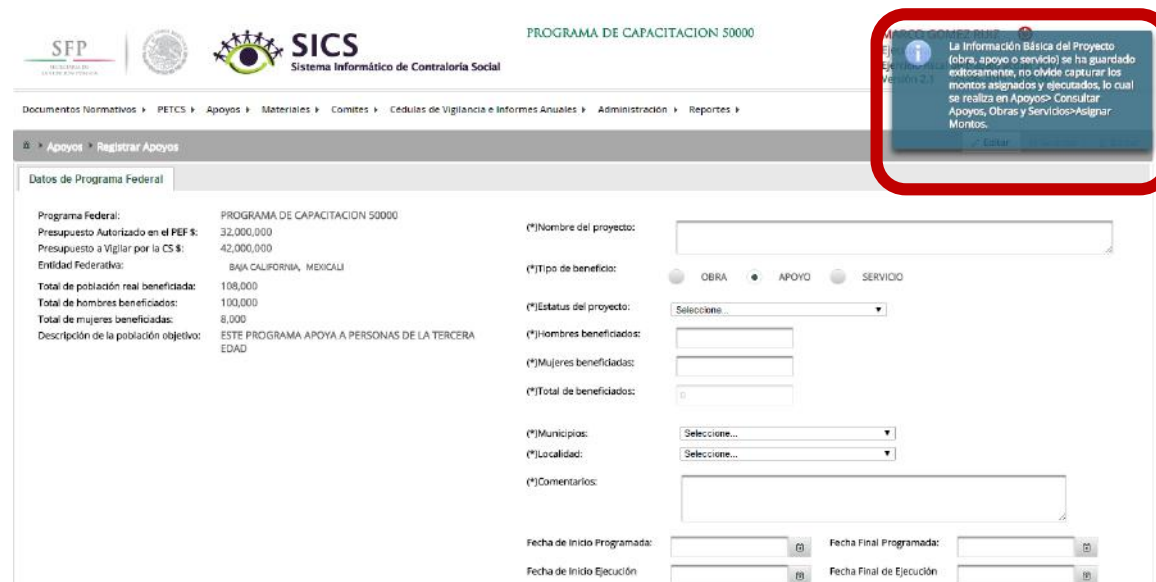 PROGRAMA DE CAPACITACION 50000
MARCO GOMEZ RUIZ
SFP
SICS
Sistema Informático de Contraloría Social
La Información Básica del Proyecto
(obra, apoyo o servicio) se ha guardado
exitosamente, no olvide capturar los
montos asignados y ejecutados, lo cual
se realiza en Apoyos> Consultar
Apoyos, Obras y Servicios>Asignar
Montos.
Documentos Normativos PETCS Apoyos Materiales Comites Cédulas de Vigilancia e Informes Anuales Administración Reportes
Apoyos Registrar Apoyos
Editar
Datos de Programa Federal
Programa Federal: PROGRAMA DE CAPACITACION 50000
Presupuesto Autorizado en el PEF $: 32,000,000
Presupuesto a Vigilar por la CS $: 42,000,000
Entidad Federativa: BAJA CALIFORNIA, MEXICALI
Total de población real beneficiada: 108,000
Total de hombres beneficiados: 100,000
Total de mujeres beneficiadas: 8,000
Descripción de la población objetivo: ESTE PROGRAMA APOYA A PERSONAS DE LA TERCERA
EDAD
(*)Nombre del proyecto:
(*)Tipo de beneficio: OBRA APOYO SERVICIO
(*)Estatus del proyecto: Seleccione...
(*)Hombres beneficiados:
(*)Mujeres beneficiadas:
(*)Total de beneficiados: 0
(*)Municipios: Seleccione...
(*)Localidad: Seleccione...
(*)Comentarios:
Fecha de Inicio Programada: Fecha Final Programada:
Fecha de Inicio Ejecución Fecha Final de Ejecución